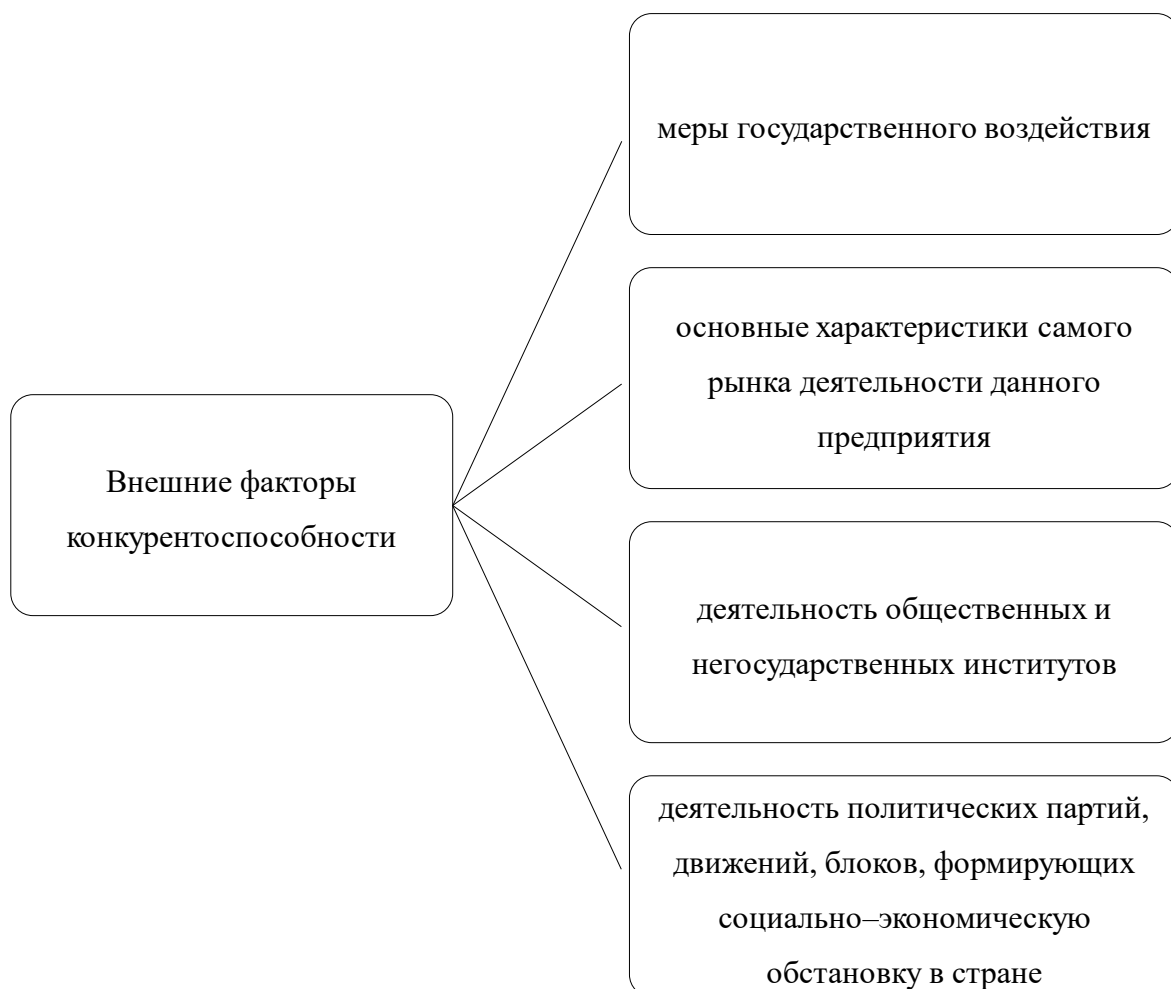 меры государственного воздействия
основные характеристики самого
рынка деятельности данного
предприятия
Внешние факторы
конкурентоспособности
деятельность общественных и
негосударственных институтов
деятельность политических партий,
движений, блоков, формирующих
социально–экономическую
обстановку в стране